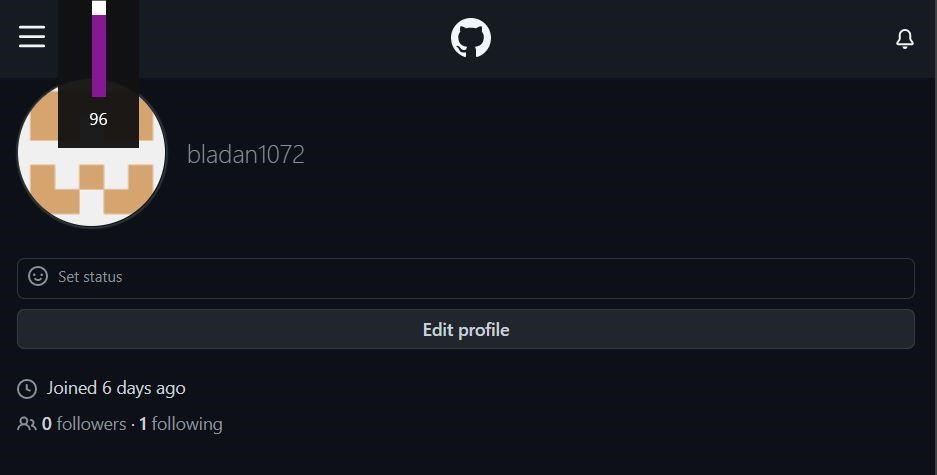 96
bladan1072
Set status
Edit profile
Joined 6 days ago
0 followers · 1 following